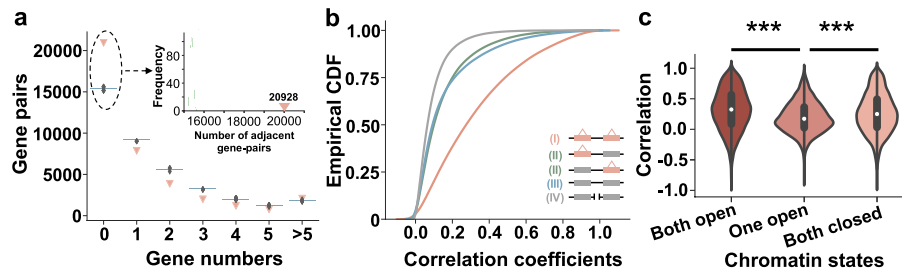 a
Gene pairs
20000
15000
10000
5000
0
0 1 2 3 4 5 >5
Gene numbers
Frequency
80
40
0
20928
16000 18000 20000
Number of adjacent
gene-pairs
b
Empirical CDF
1.00
0.75
0.50
0.25
0
0.0 0.2 0.4 0.6 0.8 1.0
Correlation coefficients
(I)
(II)
(II)
(III)
(IV)
c
*** ***
Correlation
1.0
0.5
0.0
-0.5
-1.0
Both open
One open
Both closed
Chromatin states